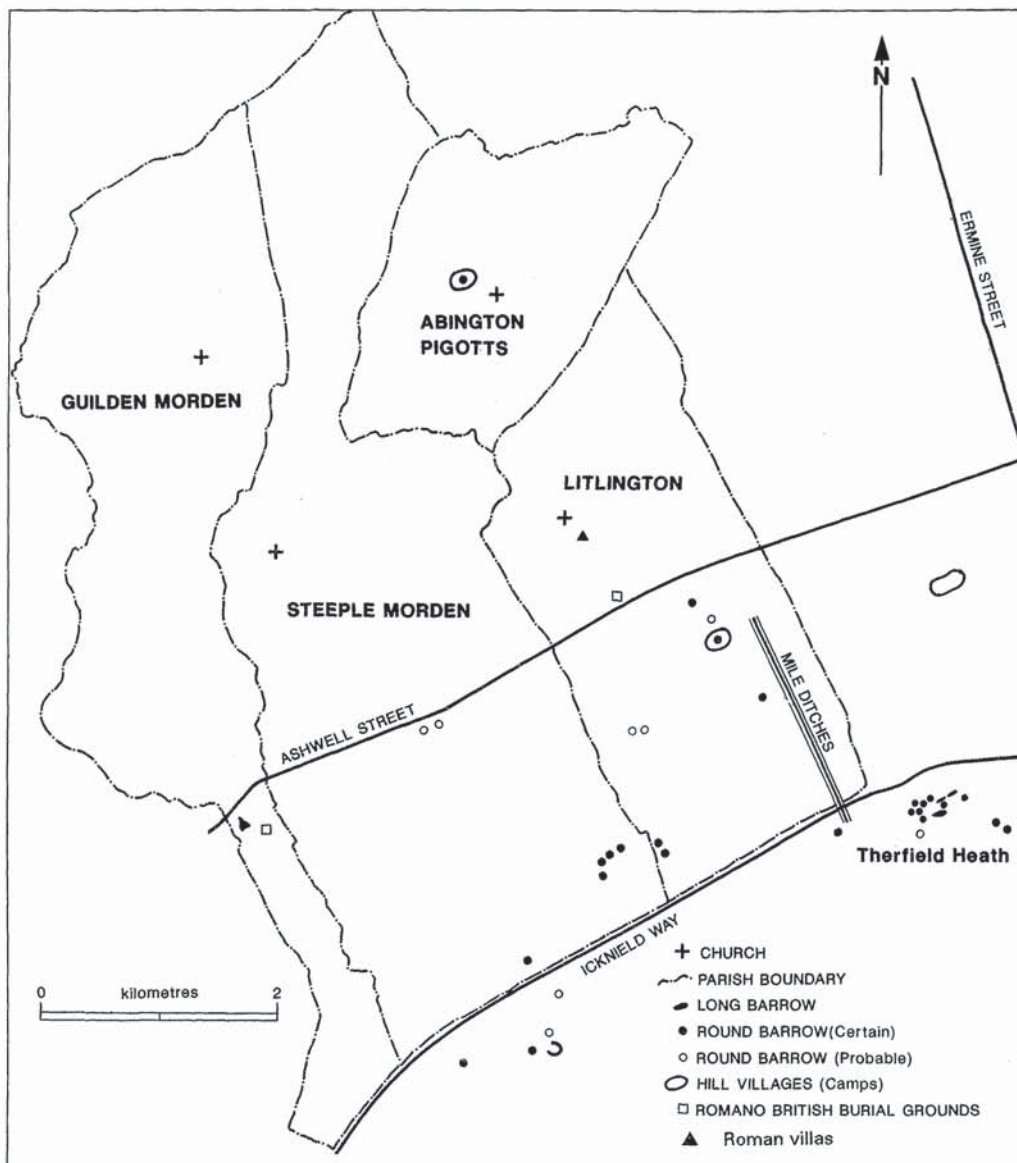 N
ERMINE STREET
ABINGTON
PIGOTTS
GUILDEN MORDEN
LITLINGTON
STEEPLE MORDEN
ASHWELL STREET
MILE DITCHES
Therfield Heath
ICKNIELD WAY
0 kilometres 2
CHURCH
PARISH BOUNDARY
LONG BARROW
ROUND BARROW(Certain)
ROUND BARROW (Probable)
HILL VILLAGES (Camps)
ROMANO BRITISH BURIAL GROUNDS
Roman villas